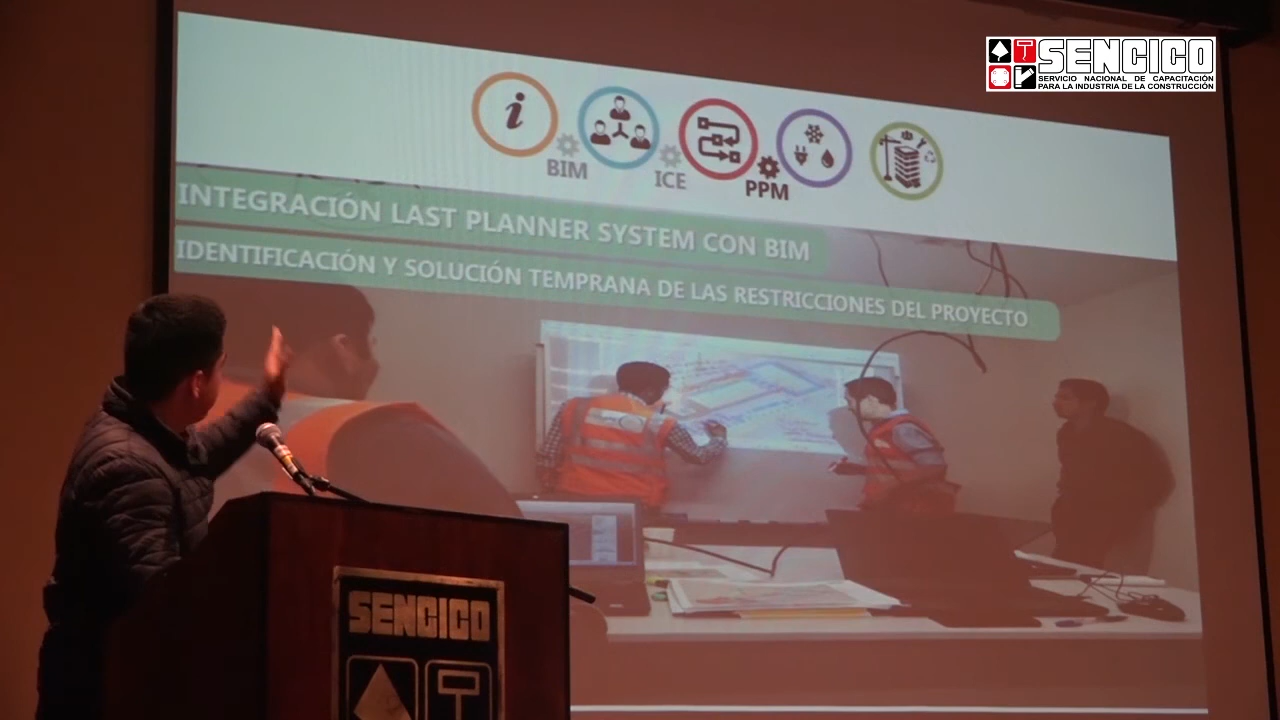 SENCICO
SERVICIO NACIONAL DE CAPACITACIÓN
PARA LA INDUSTRIA DE LA CONSTRUCCIÓN
i
BIM
ICE
PPM
INTEGRACIÓN LAST PLANNER SYSTEM CON BIM
IDENTIFICACIÓN Y SOLUCIÓN TEMPRANA DE LAS RESTRICCIONES DEL PROYECTO
SENCICO